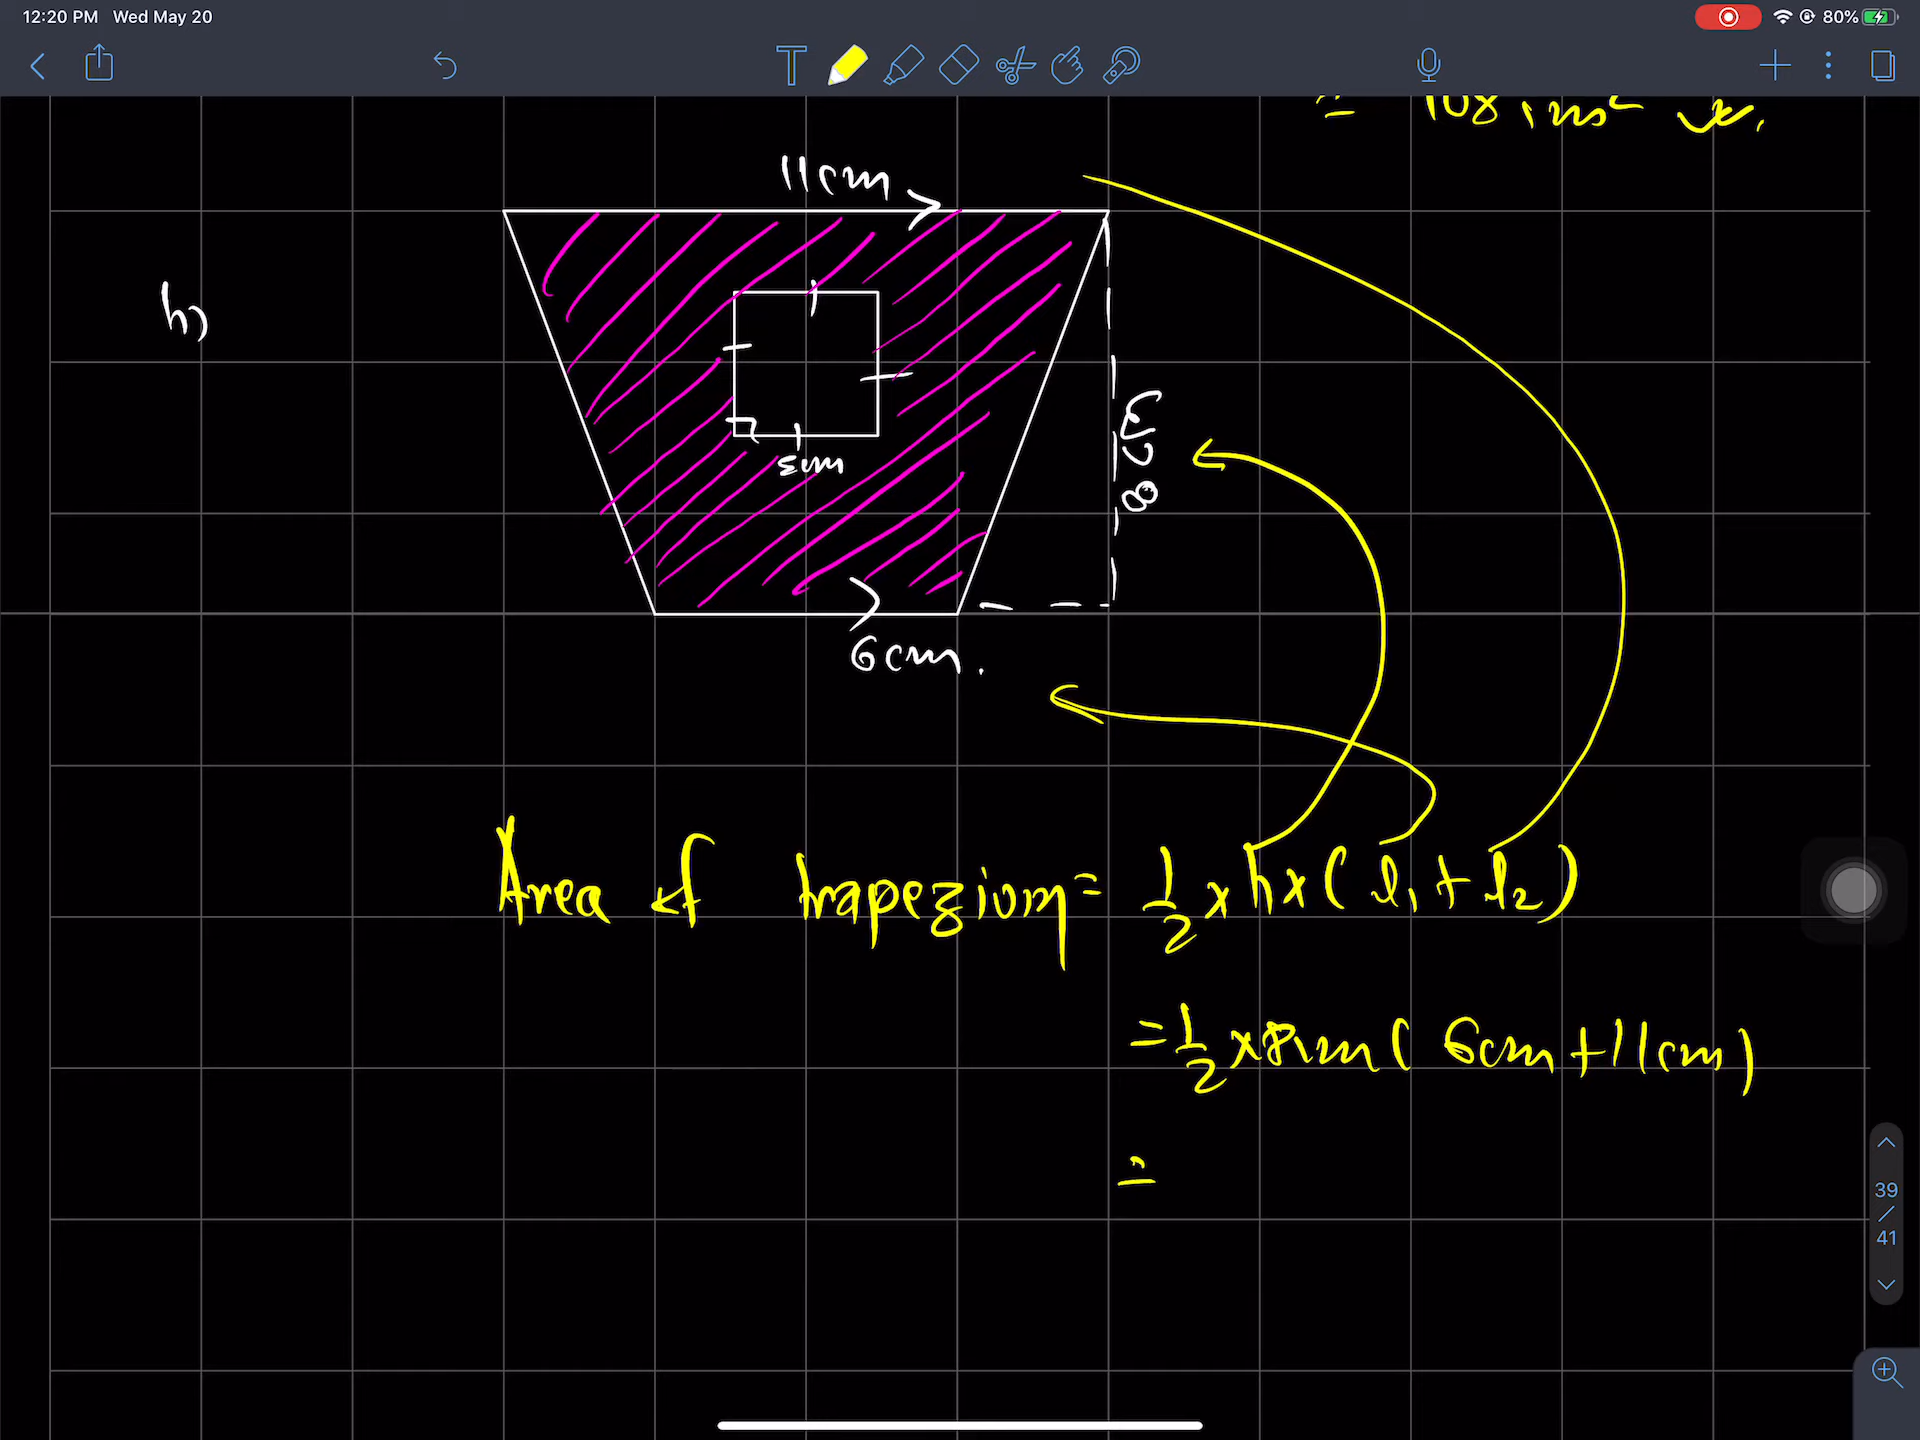 12:20 PM Wed May 20
80%
= 108 cm²
11cm
h)
8cm
5cm
6cm.
Area of trapezium = 1/2 x h x ( l₁ + l₂ )
= 1/2 x 8cm ( 6cm + 11cm )
=
39
/
41